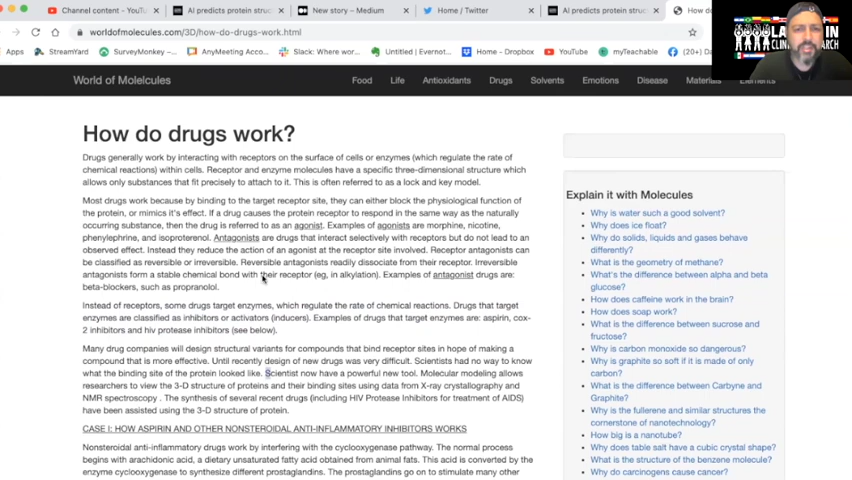 Channel content - YouT
AI predicts protein struc
New story – Medium
Home / Twitter
AI predicts protein struc
How do
worldofmolecules.com/3D/how-do-drugs-work.html
Apps
StreamYard
SurveyMonkey -...
AnyMeeting Acco...
Slack: Where wor...
Untitled | Evernot...
Home - Dropbox
YouTube
myTeachable
(20+)
World of Molelcules
Food
Life
Antioxidants
Drugs
Solvents
Emotions
Disease
Materials
How do drugs work?
Drugs generally work by interacting with receptors on the surface of cells or enzymes (which regulate the rate of
chemical reactions) within cells. Receptor and enzyme molecules have a specific three-dimensional structure which
allows only substances that fit precisely to attach to it. This is often referred to as a lock and key model.
Most drugs work because by binding to the target receptor site, they can either block the physiological function of
the protein, or mimics it's effect. If a drug causes the protein receptor to respond in the same way as the naturally
occurring substance, then the drug is referred to as an agonist. Examples of agonists are morphine, nicotine,
phenylephrine, and isoproterenol. Antagonists are drugs that interact selectively with receptors but do not lead to an
observed effect. Instead they reduce the action of an agonist at the receptor site involved. Receptor antagonists can
be classified as reversible or irreversible. Reversible antagonists readily dissociate from their receptor. Irreversible
antagonists form a stable chemical bond with their receptor (eg, in alkylation). Examples of antagonist drugs are:
beta-blockers, such as propranolol.
Instead of receptors, some drugs target enzymes, which regulate the rate of chemical reactions. Drugs that target
enzymes are classified as inhibitors or activators (inducers). Examples of drugs that target enzymes are: aspirin, cox-
2 inhibitors and hiv protease inhibitors (see below).
Many drug companies will design structural variants for compounds that bind receptor sites in hope of making a
compound that is more effective. Until recently design of new drugs was very difficult. Scientists had no way to know
what the binding site of the protein looked like. Scientist now have a powerful new tool. Molecular modeling allows
researchers to view the 3-D structure of proteins and their binding sites using data from X-ray crystallography and
NMR spectroscopy . The synthesis of several recent drugs (including HIV Protease Inhibitors for treatment of AIDS)
have been assisted using the 3-D structure of protein.
CASE I: HOW ASPIRIN AND OTHER NONSTEROIDAL ANTI-INFLAMMATORY INHIBITORS WORKS
Nonsteroidal anti-inflammatory drugs work by interfering with the cyclooxygenase pathway. The normal process
begins with arachidonic acid, a dietary unsaturated fatty acid obtained from animal fats. This acid is converted by the
enzyme cyclooxygenase to synthesize different prostaglandins. The prostaglandins go on to stimulate many other
Explain it with Molecules
Why is water such a good solvent?
Why does ice float?
Why do solids, liquids and gases behave
differently?
What is the geometry of methane?
What's the difference between alpha and beta
glucose?
How does caffeine work in the brain?
How does soap work?
What is the difference between sucrose and
fructose?
Why is carbon monoxide so dangerous?
Why is graphite so soft if it is made of only
carbon?
What is the difference between Carbyne and
Graphite?
Why is the fullerene and similar structures the
cornerstone of nanotechnology?
How big is a nanotube?
Why does table salt have a cubic crystal shape?
What is the structure of the benzene molecule?
Why do carcinogens cause cancer?